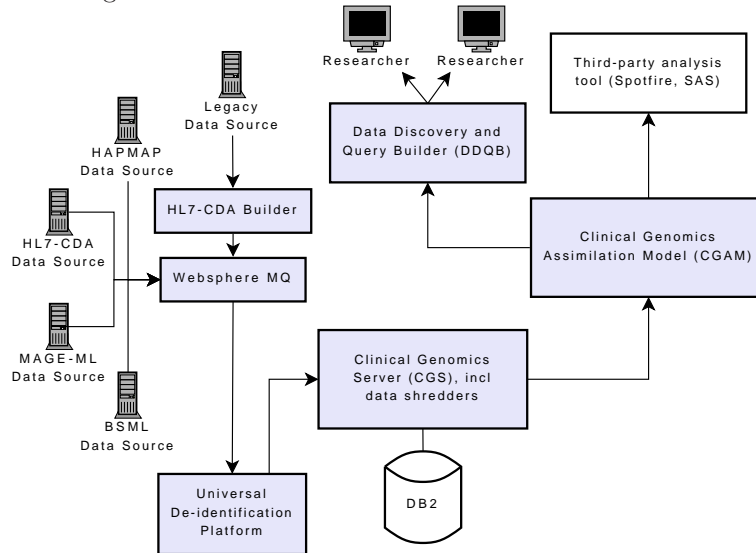 Researcher
Researcher
Third-party analysis
tool (Spotfire, SAS)
Legacy
Data Source
Data Discovery and
Query Builder (DDQB)
HAPMAP
Data Source
HL7-CDA Builder
HL7-CDA
Data Source
Websphere MQ
Clinical Genomics
Assimilation Model (CGAM)
MAGE-ML
Data Source
Clinical Genomics
Server (CGS), incl
data shredders
BSML
Data Source
Universal
De-identification
Platform
DB2